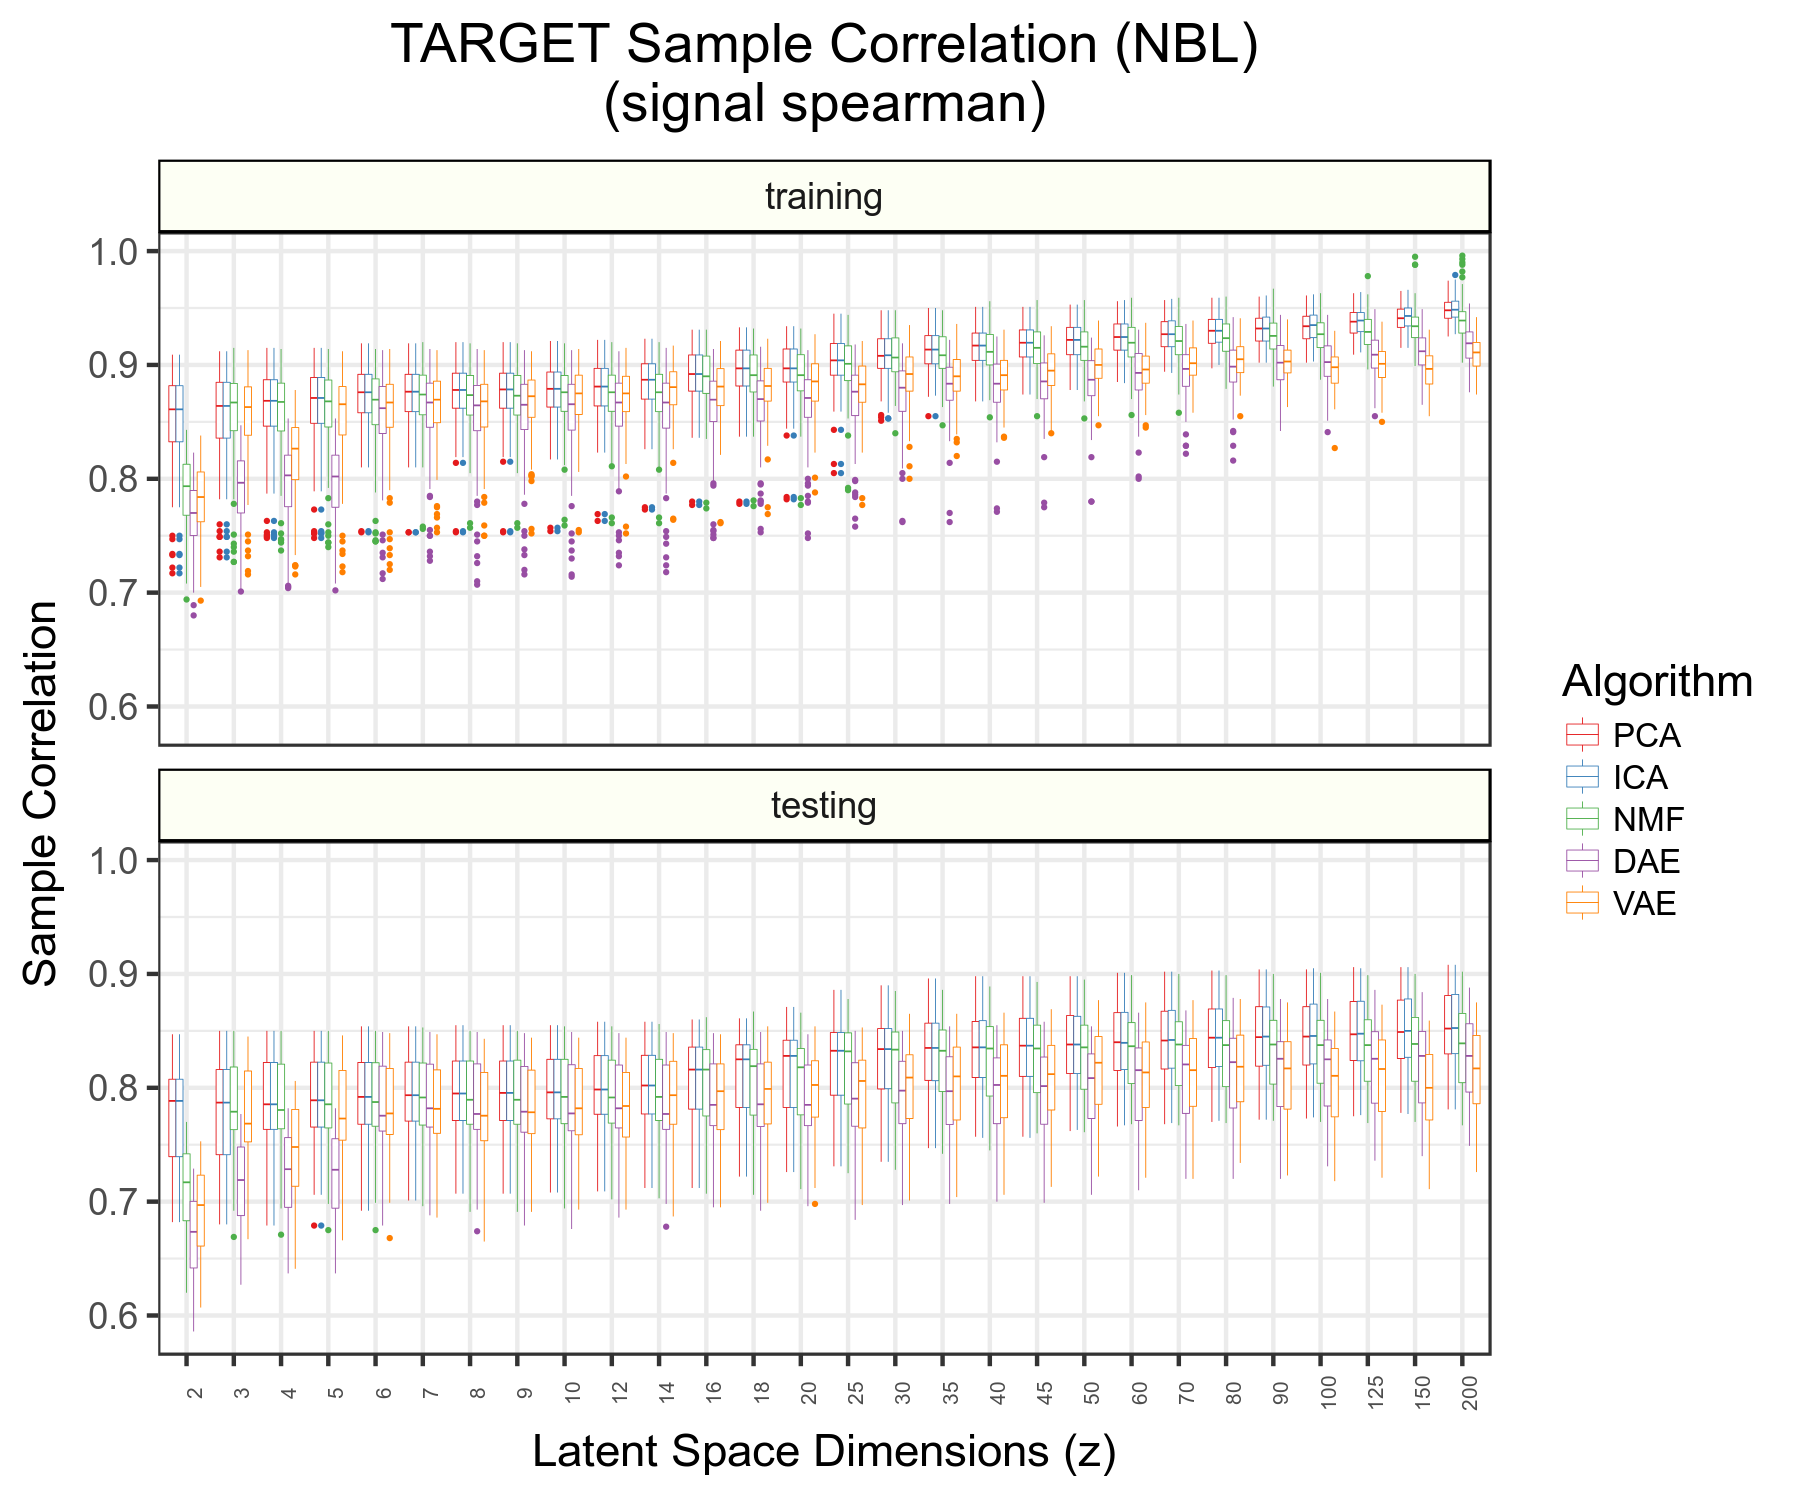 TARGET Sample Correlation (NBL)
(signal spearman)
training
1.0
0.9
0.8
0.7
0.6
testing
1.0
0.9
0.8
0.7
0.6
Sample Correlation
2 3 4 5 6 7 8 9 10 12 14 16 18 20 25 30 35 40 45 50 60 70 80 90 100 125 150 200
Latent Space Dimensions (z)
Algorithm
PCA
ICA
NMF
DAE
VAE